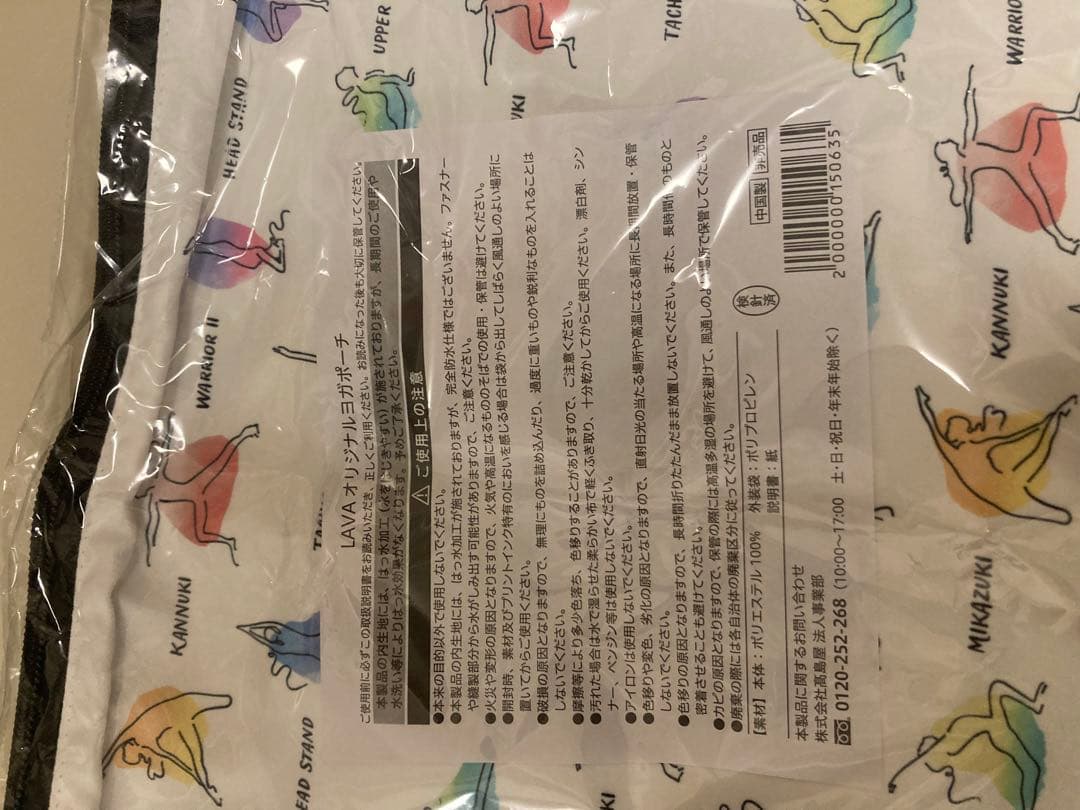 LAVA オリジナルヨガポーチ
ご使用前に必ずこの取扱説明書をお読みいただき、正しくご利用ください。お読みになった後も大切に保管してください。
本製品の内生地には、はっ水加工(水をはじきやすい)が施されておりますが、長期間のご使用や
水洗い等によりはっ水効果がなくなります。予めご了承ください。
⚠ ご使用上の注意
●本来の目的以外で使用しないでください。
●本製品の内生地には、はっ水加工が施されておりますが、完全防水仕様ではございません。ファスナー
や縫製部分から水がしみ出す可能性がありますので、ご注意ください。
●火災や変形の原因となりますので、火気や高温になるもののそばでの使用・保管は避けてください。
●開封時、素材及びプリントインク特有のにおいを感じる場合は袋から出してしばらく風通しのよい場所に
置いてからご使用ください。
●破損の原因となりますので、無理にものを詰め込んだり、過度に重いものや鋭利なものを入れることは
しないでください。
●摩擦等により多少色落ち、色移りすることがありますので、ご注意ください。
●汚れた場合は水で湿らせた柔らかい布で軽くふき取り、十分乾かしてからご使用ください。漂白剤、シン
ナー、ベンジン等は使用しないでください。
●アイロンは使用しないでください。
●色移りや変色、劣化の原因となりますので、直射日光の当たる場所や高温になる場所に長時間放置・保管
しないでください。
●色移りの原因となりますので、長時間折りたたんだまま放置しないでください。また、長時間他のものと
密着させることも避けてください。
●カビの原因となりますので、保管の際には高温多湿の場所を避けて、風通しのよい場所で保管してください。
●廃棄の際には各自治体の廃棄区分に従ってください。
【素材】本体：ポリエステル 100% 外装袋：ポリプロピレン
説明書：紙
検針済
中国製 非売品
2000000150635
本製品に関するお問い合わせ
株式会社髙島屋 法人事業部
0120-252-268 (10:00~17:00 土・日・祝日・年末年始除く)
HEAD STAND
UPPER
TACH
WARRIO
WARRIOR II
UKI
KANNUKI
KANNUKI
MIKAZUKI
EAD STAND
UKI